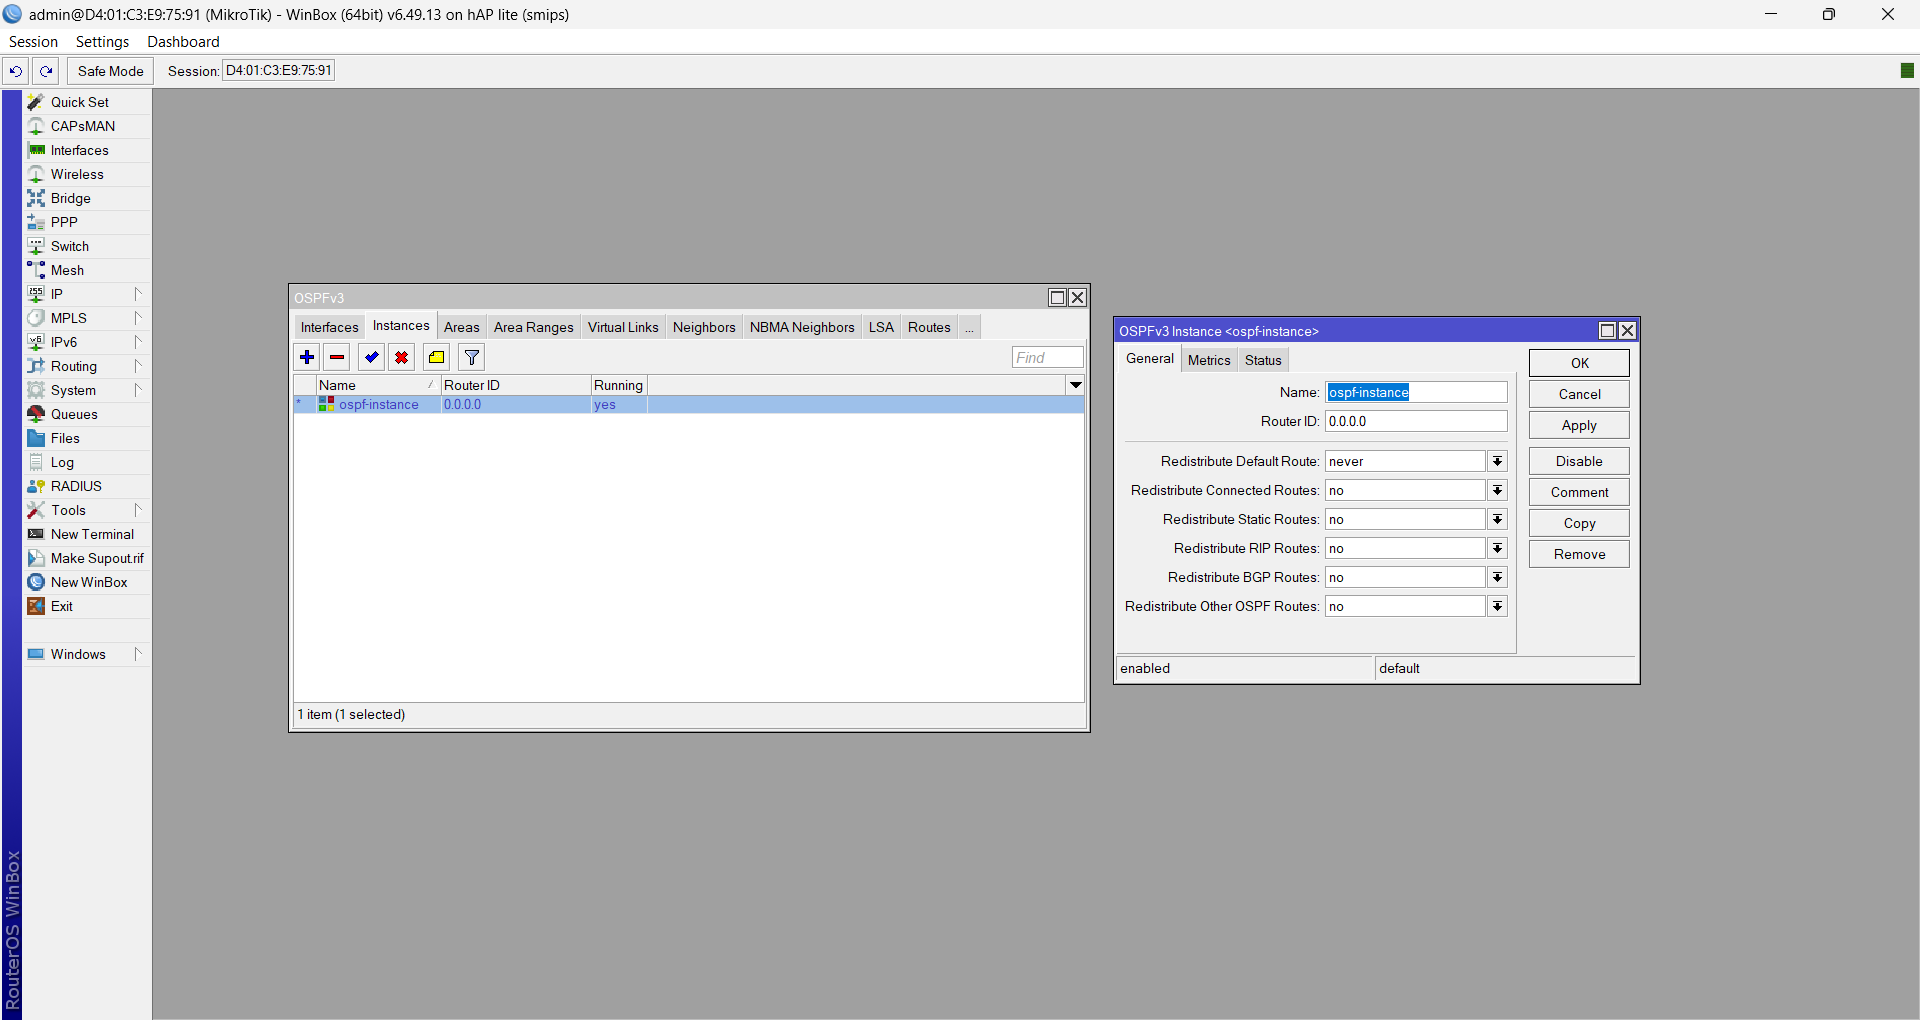 admin@D4:01:C3:E9:75:91 (MikroTik) - WinBox (64bit) v6.49.13 on hAP lite (smips)
Session Settings Dashboard
Safe Mode Session: D4:01:C3:E9:75:91
Quick Set
CAPsMAN
Interfaces
Wireless
Bridge
PPP
Switch
Mesh
IP
MPLS
IPv6
Routing
System
Queues
Files
Log
RADIUS
Tools
New Terminal
Make Supout.rif
New WinBox
Exit
Windows
RouterOS WinBox
OSPFv3
Interfaces Instances Areas Area Ranges Virtual Links Neighbors NBMA Neighbors LSA Routes ...
Find
Name Router ID Running
* ospf-instance 0.0.0.0 yes
1 item (1 selected)
OSPFv3 Instance <ospf-instance>
General Metrics Status
Name: ospf-instance
Router ID: 0.0.0.0
Redistribute Default Route: never
Redistribute Connected Routes: no
Redistribute Static Routes: no
Redistribute RIP Routes: no
Redistribute BGP Routes: no
Redistribute Other OSPF Routes: no
OK
Cancel
Apply
Disable
Comment
Copy
Remove
enabled default